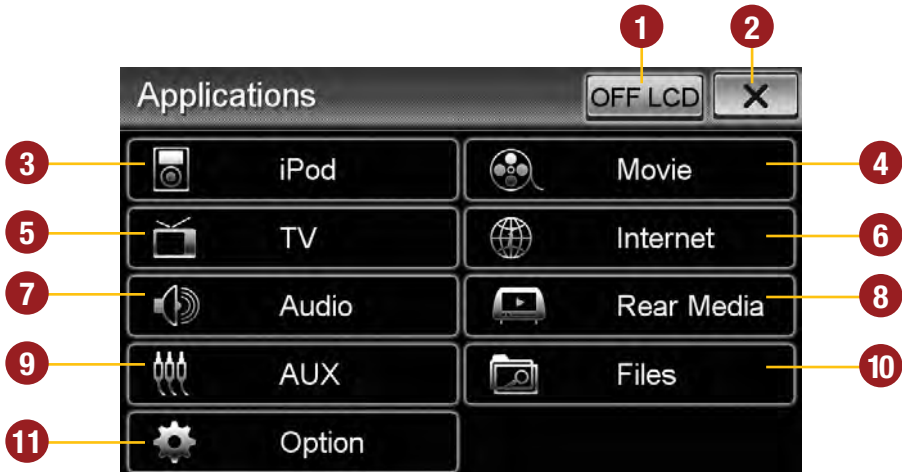 1 2
Applications OFF LCD X
3 iPod Movie 4
5 TV Internet 6
7 Audio Rear Media 8
9 AUX Files 10
11 Option